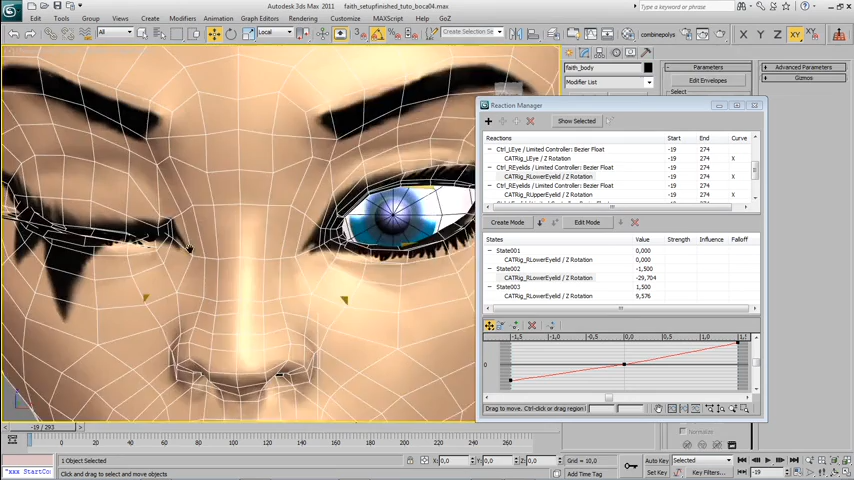 Autodesk 3ds Max 2011
faith_setupfinished_tuto_boca04.max
Type a keyword or phrase
Edit Tools Group Views Create Modifiers Animation Graph Editors Rendering Customize MAXScript Help GoZ
All
Local
Create Selection Se
combinepolys
X Y Z XY
faith_body
Modifier List
Parameters
Edit Envelopes
Select
Advanced Parameters
Gizmos
Reaction Manager
Show Selected
Reactions Start End Curve
Ctrl_LEye / Limited Controller: Bezier Float -19 274
CATRig_LEye / Z Rotation -19 274 X
Ctrl_REyelids / Limited Controller: Bezier Float -19 274
CATRig_RLowerEyelid / Z Rotation -19 274 X
Ctrl_REyelids / Limited Controller: Bezier Float -19 274
CATRig_RUpperEyelid / Z Rotation -19 274 X
Create Mode
Edit Mode
States Value Strength Influence Falloff
State001 0,000
CATRig_RLowerEyelid / Z Rotation 0,000
State002 -1,500
CATRig_RLowerEyelid / Z Rotation -29,704
State003 1,500
CATRig_RLowerEyelid / Z Rotation 9,576
-1,5 -1,0 -0,5 0,0 0,5 1,0
0
Drag to move. Ctrl-click or drag region t
Normalize
-19 / 293
0 20 40 60 80 100 120 140 160 180 200 220 240 260
1 Object Selected
X: 0,0 Y: 0,0 Z: 0,0
Grid = 10,0
Auto Key Selected
"xxx StartCo
Click and drag to select and move objects
Add Time Tag
Set Key
Key Filters...
-19